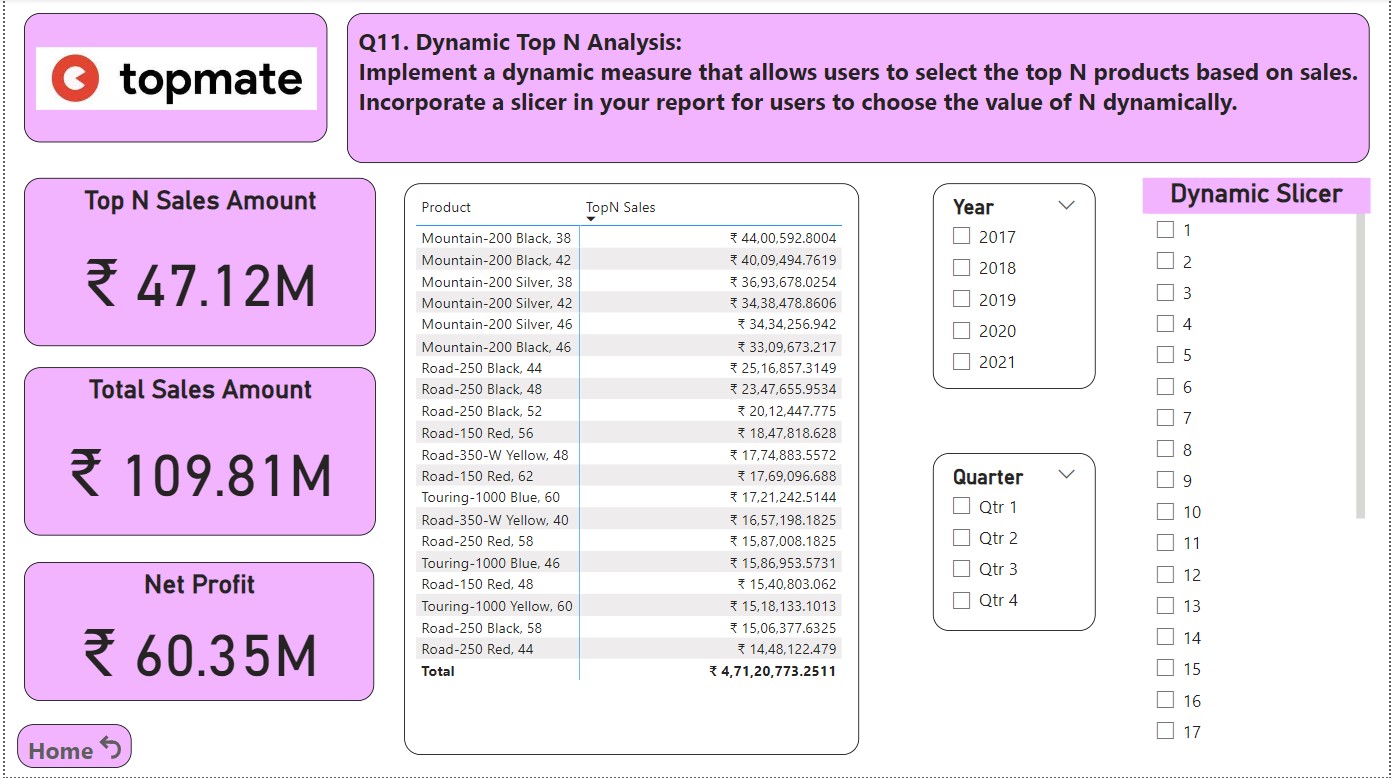 topmate
Q11. Dynamic Top N Analysis:
Implement a dynamic measure that allows users to select the top N products based on sales.
Incorporate a slicer in your report for users to choose the value of N dynamically.
Top N Sales Amount
₹ 47.12M
Total Sales Amount
₹ 109.81M
Net Profit
₹ 60.35M
Home
Product TopN Sales
Mountain-200 Black, 38 ₹ 44,00,592.8004
Mountain-200 Black, 42 ₹ 40,09,494.7619
Mountain-200 Silver, 38 ₹ 36,93,678.0254
Mountain-200 Silver, 42 ₹ 34,38,478.8606
Mountain-200 Silver, 46 ₹ 34,34,256.942
Mountain-200 Black, 46 ₹ 33,09,673.217
Road-250 Black, 44 ₹ 25,16,857.3149
Road-250 Black, 48 ₹ 23,47,655.9534
Road-250 Black, 52 ₹ 20,12,447.775
Road-150 Red, 56 ₹ 18,47,818.628
Road-350-W Yellow, 48 ₹ 17,74,883.5572
Road-150 Red, 62 ₹ 17,69,096.688
Touring-1000 Blue, 60 ₹ 17,21,242.5144
Road-350-W Yellow, 40 ₹ 16,57,198.1825
Road-250 Red, 58 ₹ 15,87,008.1825
Touring-1000 Blue, 46 ₹ 15,86,953.5731
Road-150 Red, 48 ₹ 15,40,803.062
Touring-1000 Yellow, 60 ₹ 15,18,133.1013
Road-250 Black, 58 ₹ 15,06,377.6325
Road-250 Red, 44 ₹ 14,48,122.479
Total ₹ 4,71,20,773.2511
Year
2017
2018
2019
2020
2021
Quarter
Qtr 1
Qtr 2
Qtr 3
Qtr 4
Dynamic Slicer
1
2
3
4
5
6
7
8
9
10
11
12
13
14
15
16
17